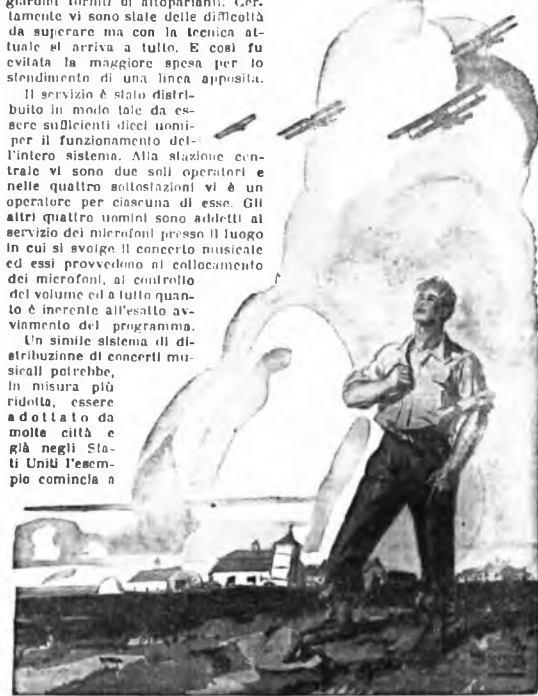 giardini forniti di altoparlanti. Cer-
tamente vi sono state delle difficoltà
da superare ma con la tecnica at-
tuale si arriva a tutto. E così fu
evitata la maggiore spesa per lo
stendimento di una linea apposita.
Il servizio è stato distri-
buito in modo tale da es-
sere sufficienti dieci uomi-
per il funzionamento del-
l'intero sistema. Alla stazione cen-
trale vi sono due soli operatori e
nelle quattro sottostazioni vi è un
operatore per ciascuna di esse. Gli
altri quattro uomini sono addetti al
servizio dei microfoni presso il luogo
in cui si svolge il concerto musicale
ed essi provvedono al collocamento
dei microfoni, al controllo
del volume ed a tutto quan-
to è inerente all'esatto av-
viamento del programma.
Un simile sistema di di-
stribuzione di concerti mu-
sicali potrebbe,
in misura più
ridotta, essere
adottato da
molte città e
già negli Sta-
ti Uniti l'esem-
pio comincia a